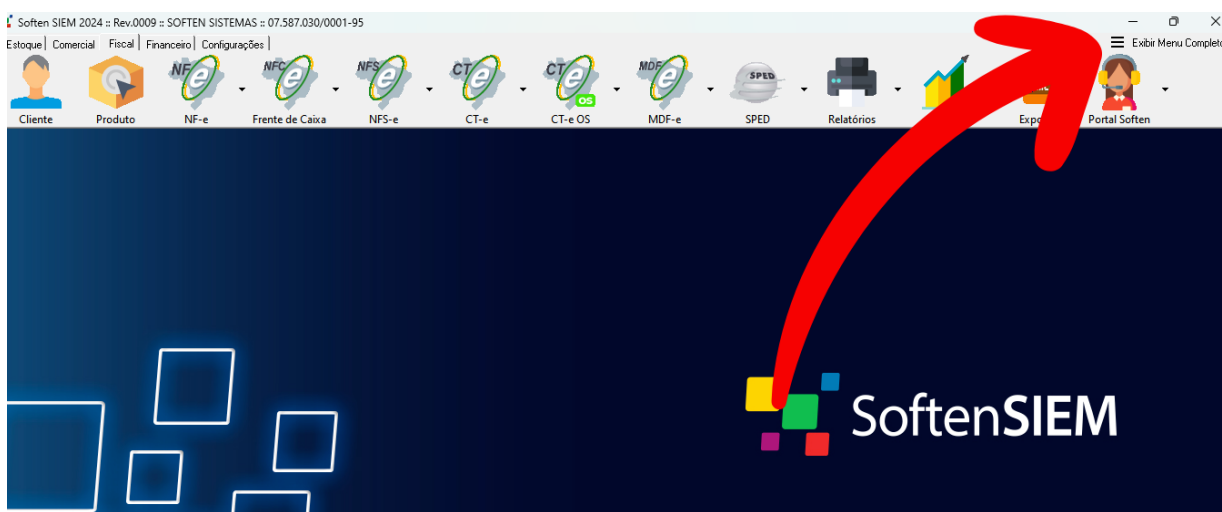 Soften SIEM 2024 :: Rev.0009 :: SOFTEN SISTEMAS :: 07.587.030/0001-95
Estoque Comercial Fiscal Financeiro Configurações Exibir Menu Completo
NF e NFC e NFS e CT e CT e OS MDF e SPED
Cliente Produto NF-e Frente de Caixa NFS-e CT-e CT-e OS MDF-e SPED Relatórios Portal Soften
SoftenSIEM